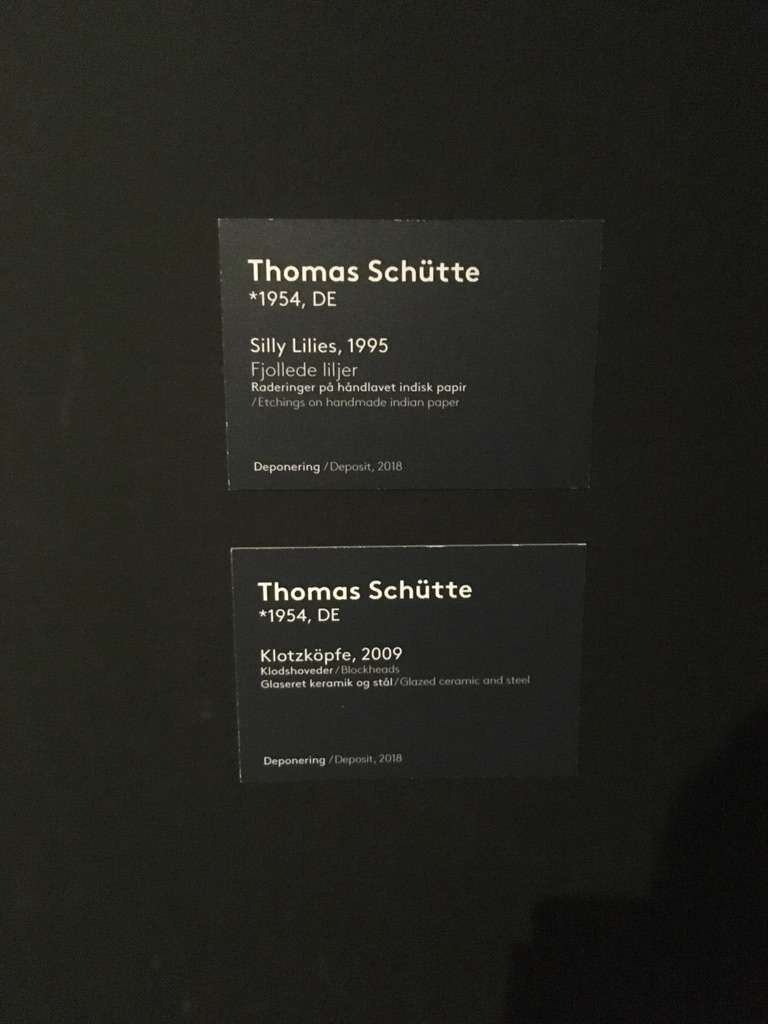 Thomas Schütte
*1954, DE
Silly Lilies, 1995
Fjollede liljer
Raderinger på håndlavet indisk papir
/Etchings on handmade indian paper
Deponering /Deposit, 2018
Thomas Schütte
*1954, DE
Klotzköpfe, 2009
Klodshoveder/Blockheads
Glaseret keramik og stål/Glazed ceramic and steel
Deponering /Deposit, 2018